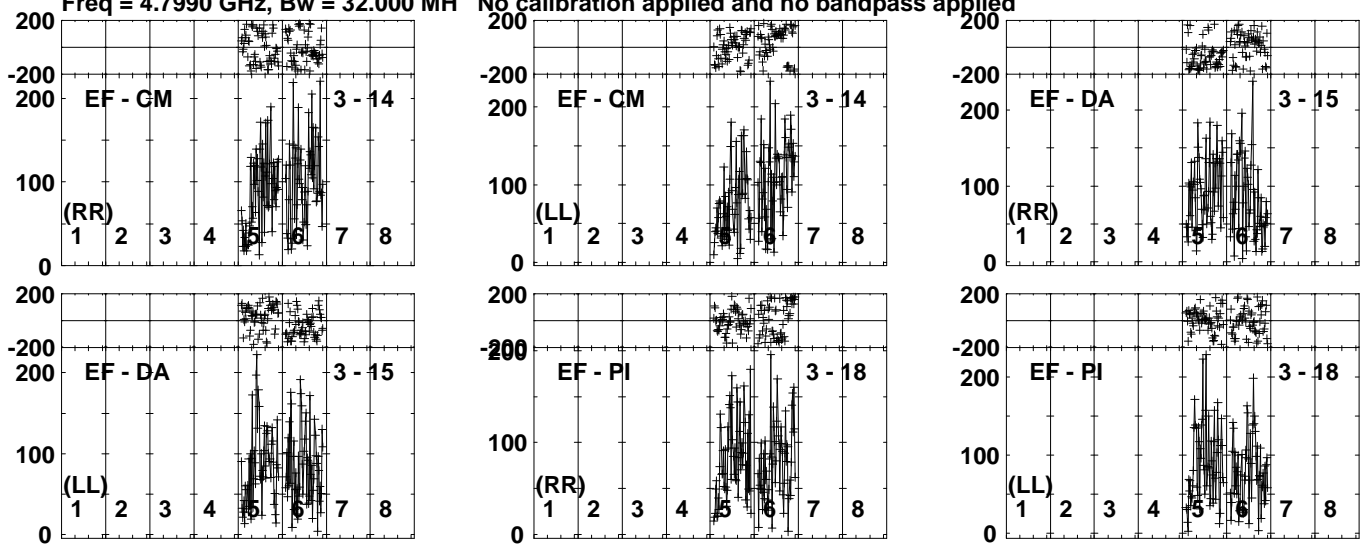 Freq = 4.7990 GHz, Bw = 32.000 MH No calibration applied and no bandpass applied
200
-200
200
EF - CM 3 - 14
100
(RR)
1 2 3 4 5 6 7 8
0
200
-200
200
EF - CM 3 - 14
100
(LL)
1 2 3 4 5 6 7 8
0
200
-200
200
EF - DA 3 - 15
100
(RR)
1 2 3 4 5 6 7 8
0
200
-200
200
EF - DA 3 - 15
100
(LL)
1 2 3 4 5 6 7 8
0
200
-200
200
EF - PI 3 - 18
100
(RR)
1 2 3 4 5 6 7 8
0
200
-200
200
EF - PI 3 - 18
100
(LL)
1 2 3 4 5 6 7 8
0